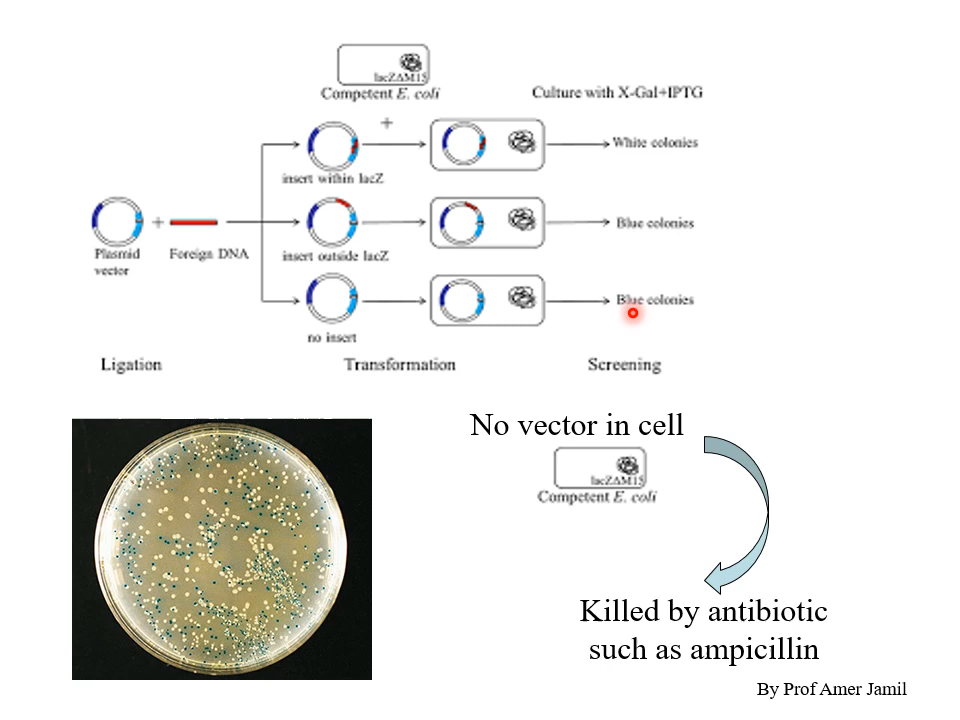 lacZΔM15
Competent E. coli
Culture with X-Gal+IPTG
+
White colonies
insert within lacZ
+
Plasmid
vector
Foreign DNA
insert outside lacZ
Blue colonies
Blue colonies
no insert
Ligation
Transformation
Screening
No vector in cell
lacZΔM15
Competent E. coli
Killed by antibiotic
such as ampicillin
By Prof Amer Jamil